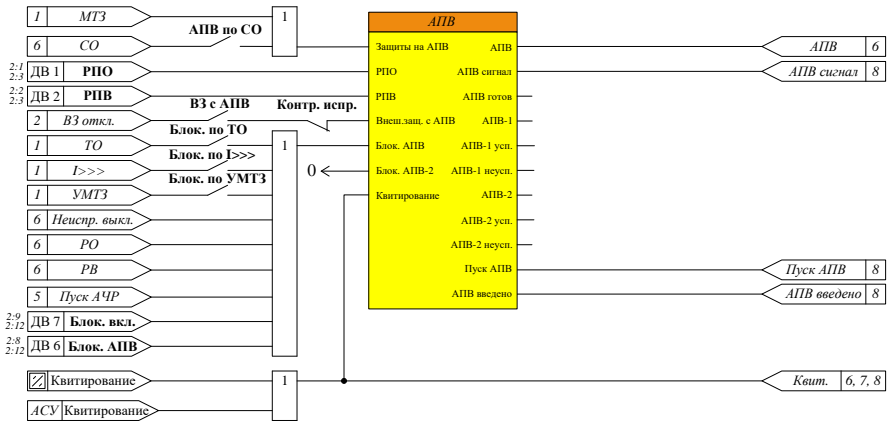 1 МТЗ
АПВ по СО
1
АПВ
6 СО
Защиты на АПВ
АПВ
АПВ 6
2:1
2:3
ДВ 1 РПО
РПО
АПВ сигнал
АПВ сигнал 8
2:2
2:3
ДВ 2 РПВ
РПВ
АПВ готов
ВЗ с АПВ
Контр. испр.
2 ВЗ откл.
Внеш.защ. с АПВ
АПВ-1
Блок. по ТО
1 ТО
1
Блок. АПВ
АПВ-1 усп.
Блок. по I>>>
1 I>>>
0
Блок. АПВ-2
АПВ-1 неусп.
Блок. по УМТЗ
1 УМТЗ
Квитирование
АПВ-2
6 Неиспр. выкл.
АПВ-2 усп.
6 РО
АПВ-2 неусп.
6 РВ
Пуск АПВ
Пуск АПВ 8
5 Пуск АЧР
АПВ введено
АПВ введено 8
2:9
2:12
ДВ 7 Блок. вкл.
2:8
2:12
ДВ 6 Блок. АПВ
Квитирование
1
Квит. 6, 7, 8
АСУ Квитирование